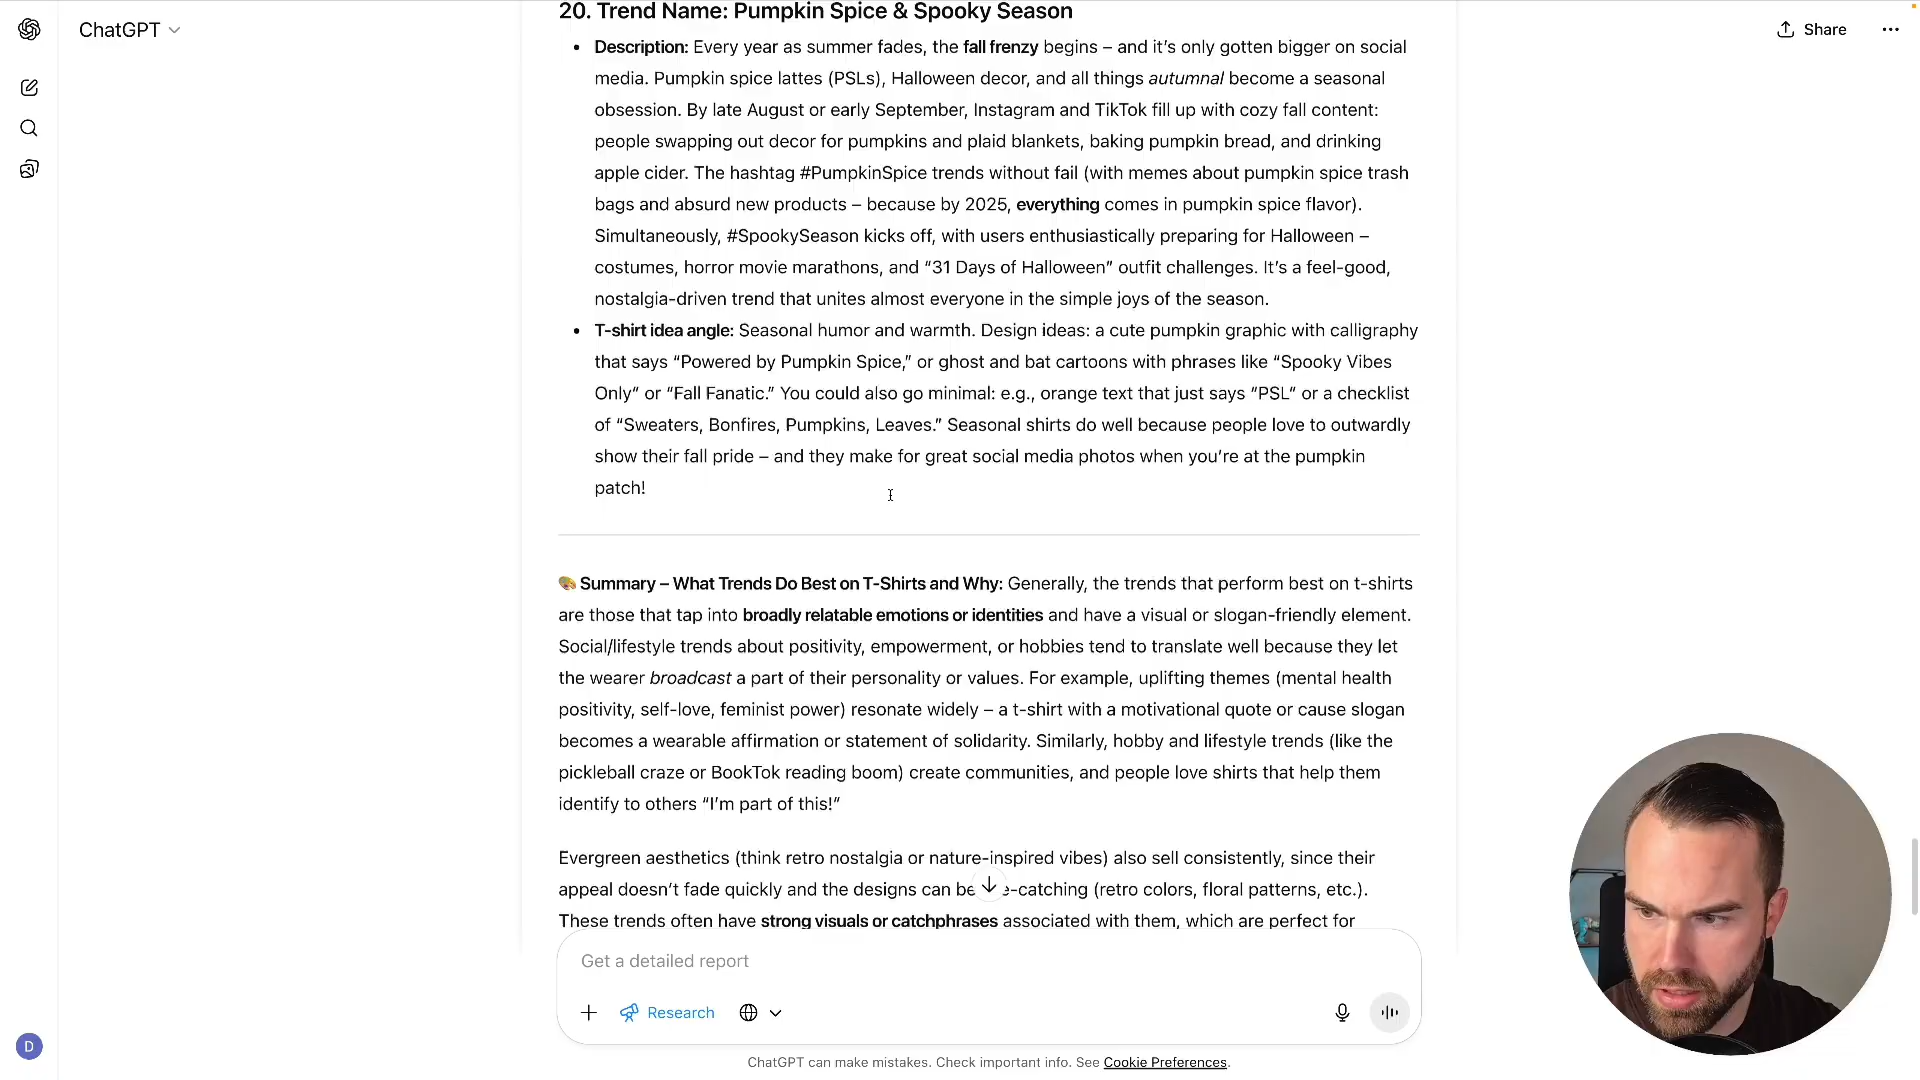 ChatGPT
Share
20. Trend Name: Pumpkin Spice & Spooky Season
• Description: Every year as summer fades, the fall frenzy begins – and it’s only gotten bigger on social
media. Pumpkin spice lattes (PSLs), Halloween decor, and all things autumnal become a seasonal
obsession. By late August or early September, Instagram and TikTok fill up with cozy fall content:
people swapping out decor for pumpkins and plaid blankets, baking pumpkin bread, and drinking
apple cider. The hashtag #PumpkinSpice trends without fail (with memes about pumpkin spice trash
bags and absurd new products – because by 2025, everything comes in pumpkin spice flavor).
Simultaneously, #SpookySeason kicks off, with users enthusiastically preparing for Halloween –
costumes, horror movie marathons, and “31 Days of Halloween” outfit challenges. It’s a feel-good,
nostalgia-driven trend that unites almost everyone in the simple joys of the season.
• T-shirt idea angle: Seasonal humor and warmth. Design ideas: a cute pumpkin graphic with calligraphy
that says “Powered by Pumpkin Spice,” or ghost and bat cartoons with phrases like “Spooky Vibes
Only” or “Fall Fanatic.” You could also go minimal: e.g., orange text that just says “PSL“ or a checklist
of “Sweaters, Bonfires, Pumpkins, Leaves.” Seasonal shirts do well because people love to outwardly
show their fall pride – and they make for great social media photos when you’re at the pumpkin
patch!
🎨 Summary – What Trends Do Best on T-Shirts and Why: Generally, the trends that perform best on t-shirts
are those that tap into broadly relatable emotions or identities and have a visual or slogan-friendly element.
Social/lifestyle trends about positivity, empowerment, or hobbies tend to translate well because they let
the wearer broadcast a part of their personality or values. For example, uplifting themes (mental health
positivity, self-love, feminist power) resonate widely – a t-shirt with a motivational quote or cause slogan
becomes a wearable affirmation or statement of solidarity. Similarly, hobby and lifestyle trends (like the
pickleball craze or BookTok reading boom) create communities, and people love shirts that help them
identify to others “I’m part of this!”
Evergreen aesthetics (think retro nostalgia or nature-inspired vibes) also sell consistently, since their
appeal doesn’t fade quickly and the designs can be e-catching (retro colors, floral patterns, etc.).
These trends often have strong visuals or catchphrases associated with them, which are perfect for
Get a detailed report
Research
ChatGPT can make mistakes. Check important info. See Cookie Preferences.
D